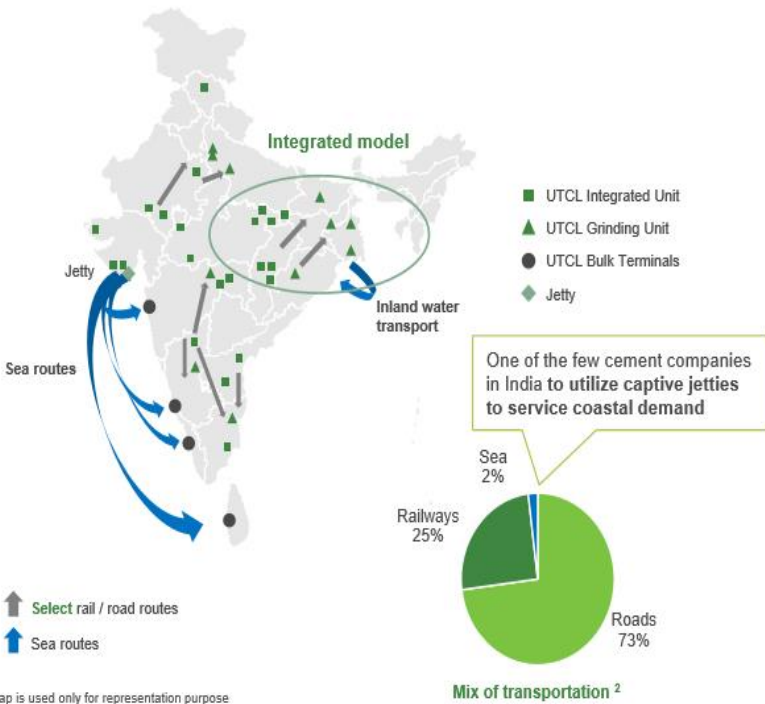 Integrated model
UTCL Integrated Unit
UTCL Grinding Unit
UTCL Bulk Terminals
Jetty
Jetty
Inland water
transport
Sea routes
One of the few cement companies
in India to utilize captive jetties
to service coastal demand
Sea
2%
Railways
25%
Roads
73%
Select rail / road routes
Sea routes
Mix of transportation 2
ap is used only for representation purpose